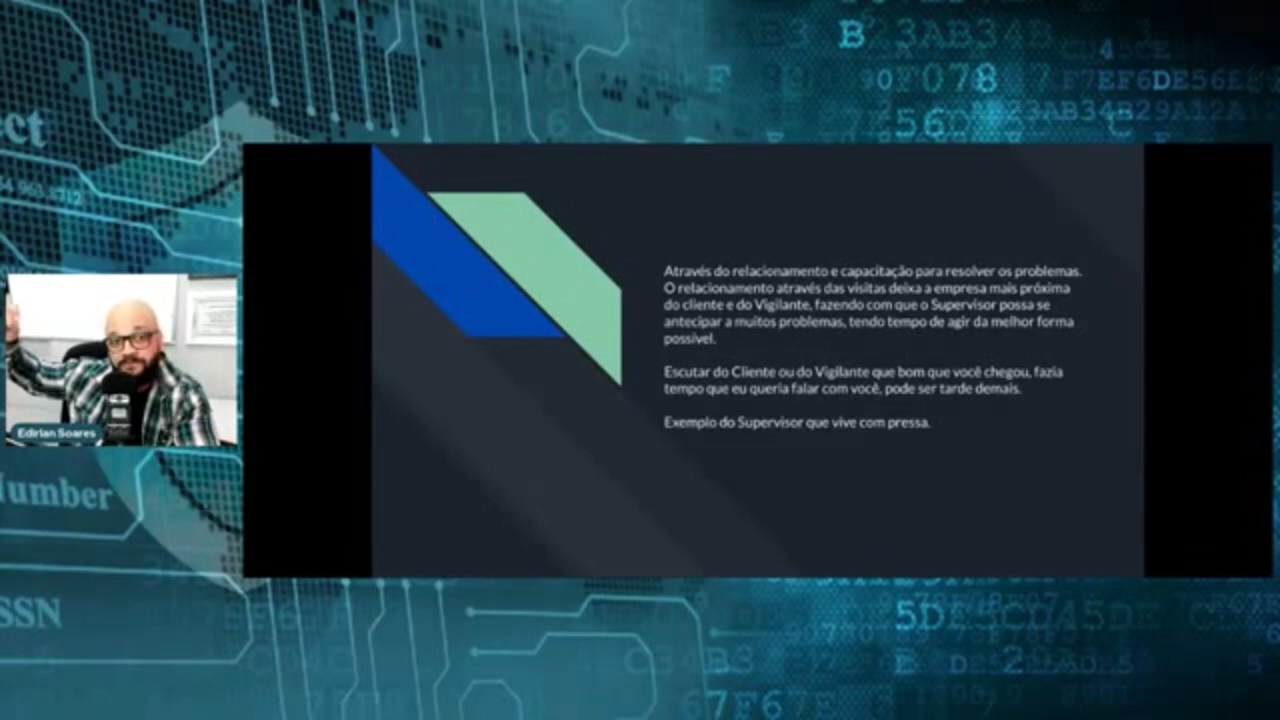 ect
Edirlan Soares
Através do relacionamento e capacitação para resolver os problemas.
O relacionamento através das visitas deixa a empresa mais próxima
do cliente e do Vigilante, fazendo com que o Supervisor possa se
antecipar a muitos problemas, tendo tempo de agir da melhor forma
possível.
Escutar do Cliente ou do Vigilante que bom que você chegou, fazia
tempo que eu queria falar com você, pode ser tarde demais.
Exemplo do Supervisor que vive com pressa.
Number
SSN
67F67F